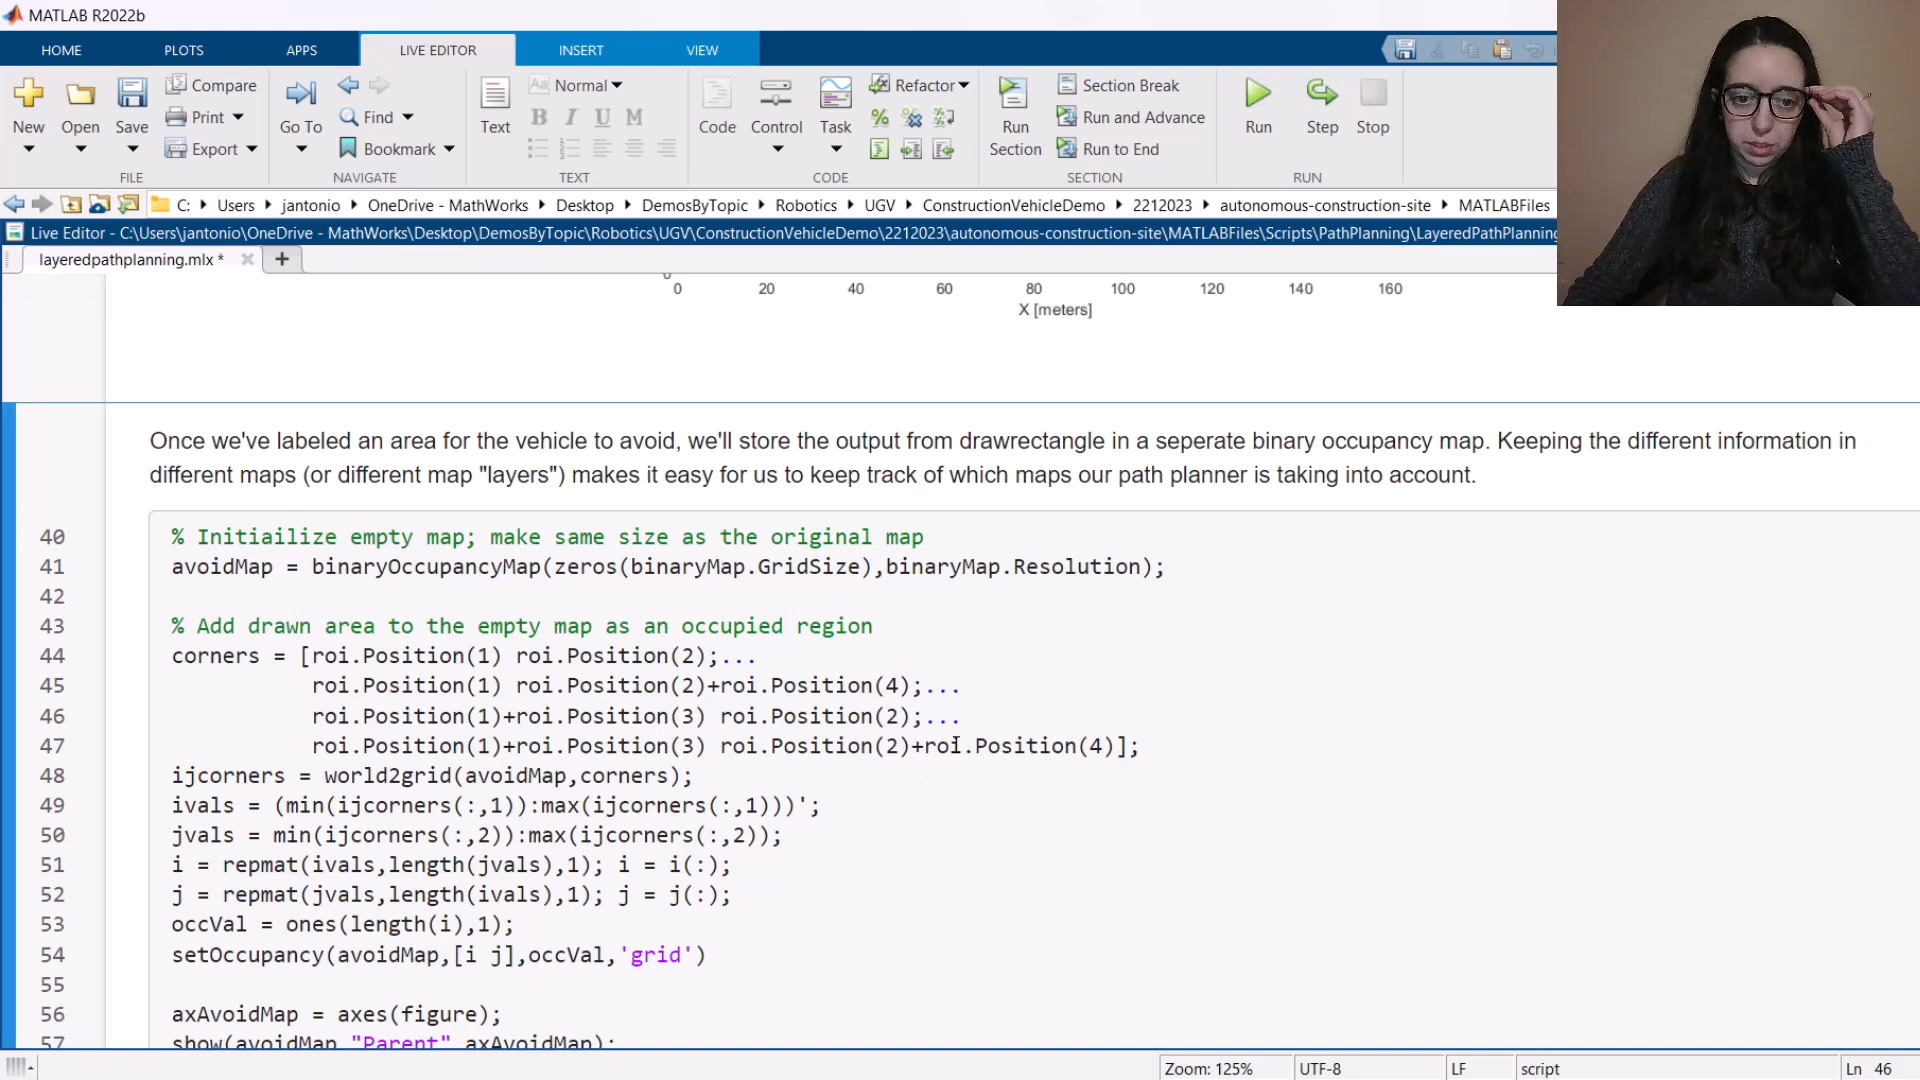 MATLAB R2022b
HOME PLOTS APPS LIVE EDITOR INSERT VIEW
New Open Save Compare Print Export
FILE
Go To Find Bookmark
NAVIGATE
Text Aa Normal B I U M
TEXT
Code Control Task Refactor
CODE
Run Section Section Break Run and Advance Run to End
SECTION
Run Step Stop
RUN
C: Users jantonio OneDrive - MathWorks Desktop DemosByTopic Robotics UGV ConstructionVehicleDemo 2212023 autonomous-construction-site MATLABFiles
Live Editor - C:\Users\jantonio\OneDrive - MathWorks\Desktop\DemosByTopic\Robotics\UGV\ConstructionVehicleDemo\2212023\autonomous-construction-site\MATLABFiles\Scripts\PathPlanning\LayeredPathPlanning
layeredpathplanning.mlx *
0 20 40 60 80 100 120 140 160
X [meters]
Once we've labeled an area for the vehicle to avoid, we'll store the output from drawrectangle in a seperate binary occupancy map. Keeping the different information in
different maps (or different map "layers") makes it easy for us to keep track of which maps our path planner is taking into account.
40 % Initiailize empty map; make same size as the original map
41 avoidMap = binaryOccupancyMap(zeros(binaryMap.GridSize),binaryMap.Resolution);
42
43 % Add drawn area to the empty map as an occupied region
44 corners = [roi.Position(1) roi.Position(2);...
45 roi.Position(1) roi.Position(2)+roi.Position(4);...
46 roi.Position(1)+roi.Position(3) roi.Position(2);...
47 roi.Position(1)+roi.Position(3) roi.Position(2)+roi.Position(4)];
48 ijcorners = world2grid(avoidMap,corners);
49 ivals = (min(ijcorners(:,1)):max(ijcorners(:,1)))';
50 jvals = min(ijcorners(:,2)):max(ijcorners(:,2));
51 i = repmat(ivals,length(jvals),1); i = i(:);
52 j = repmat(jvals,length(ivals),1); j = j(:);
53 occVal = ones(length(i),1);
54 setOccupancy(avoidMap,[i j],occVal,'grid')
55
56 axAvoidMap = axes(figure);
57 show(avoidMap,"Parent",axAvoidMap);
Zoom: 125% UTF-8 LF script Ln 46